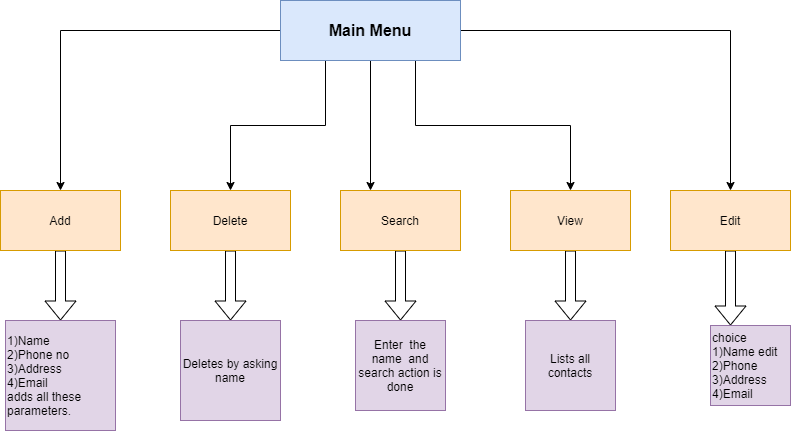 Main Menu
Add
Delete
Search
View
Edit
1)Name
2)Phone no
3)Address
4)Email
adds all these
parameters.
Deletes by asking
name
Enter the
name and
search action is
done
Lists all
contacts
choice
1)Name edit
2)Phone
3)Address
4)Email